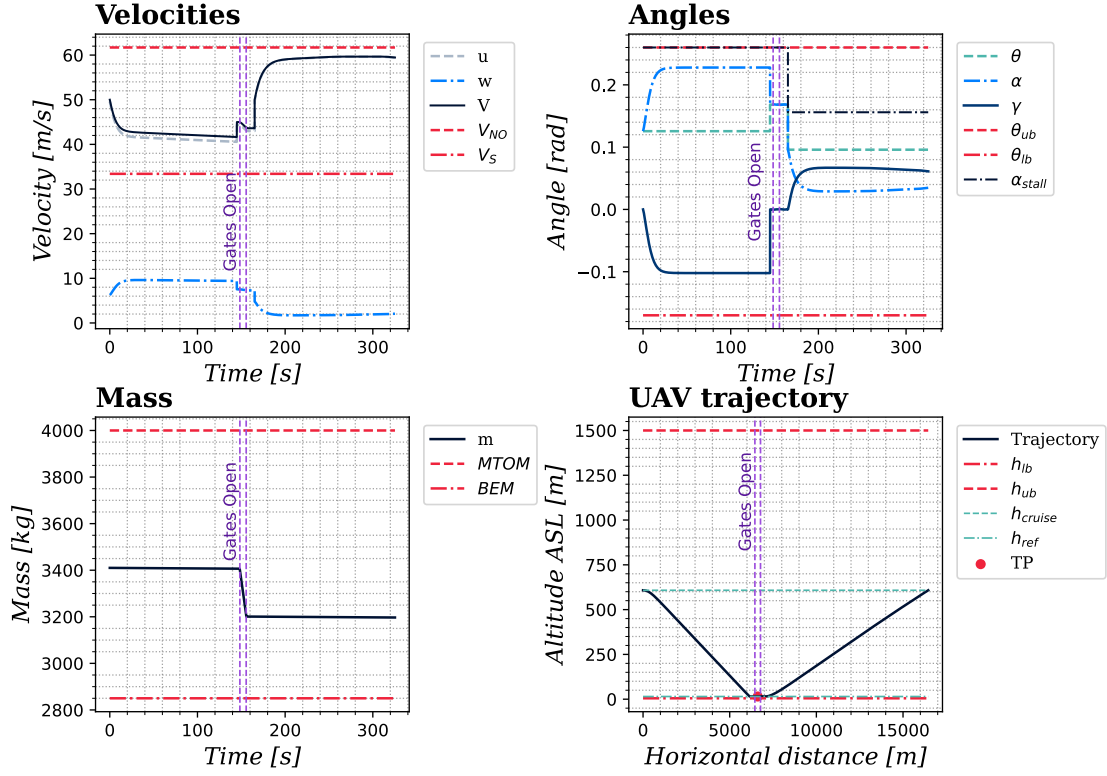 Velocities
Velocity [m/s]
60
50
40
30
20
10
0
Gates Open
0
100
200
300
Time [s]
u
w
V
V_NO
V_S
Angles
Angle [rad]
0.2
0.1
0.0
−0.1
Gates Open
0
100
200
300
Time [s]
θ
α
γ
θ_ub
θ_lb
α_stall
Mass
Mass [kg]
4000
3800
3600
3400
3200
3000
2800
Gates Open
0
100
200
300
Time [s]
m
MTOM
BEM
UAV trajectory
Altitude ASL [m]
1500
1250
1000
750
500
250
0
Gates Open
0
5000
10000
15000
Horizontal distance [m]
Trajectory
h_lb
h_ub
h_cruise
h_ref
TP